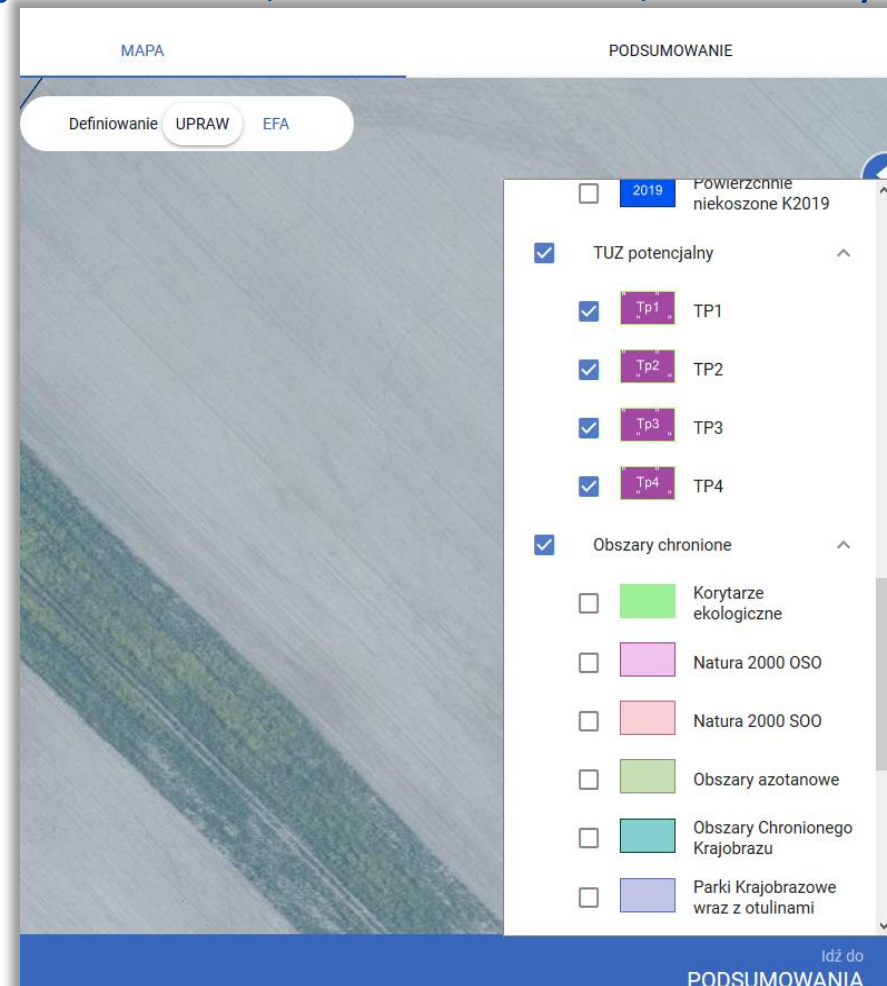 MAPA
PODSUMOWANIE
Definiowanie UPRAW EFA
2019
Powierzchnie
niekoszone K2019
TUZ potencjalny
Tp1 TP1
Tp2 TP2
Tp3 TP3
Tp4 TP4
Obszary chronione
Korytarze
ekologiczne
Natura 2000 OSO
Natura 2000 SOO
Obszary azotanowe
Obszary Chronionego
Krajobrazu
Parki Krajobrazowe
wraz z otulinami
Idź do
PODSUMOWANIA